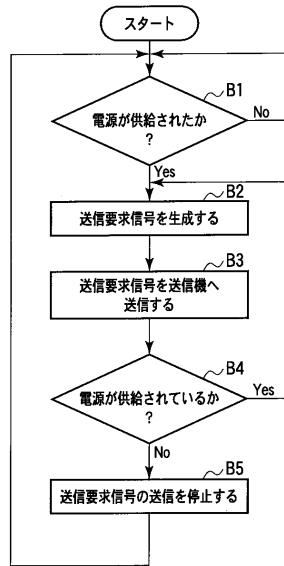 スタート
B1
電源が供給されたか
?
No
Yes
B2
送信要求信号を生成する
B3
送信要求信号を送信機へ
送信する
B4
電源が供給されているか
?
Yes
No
B5
送信要求信号の送信を停止する